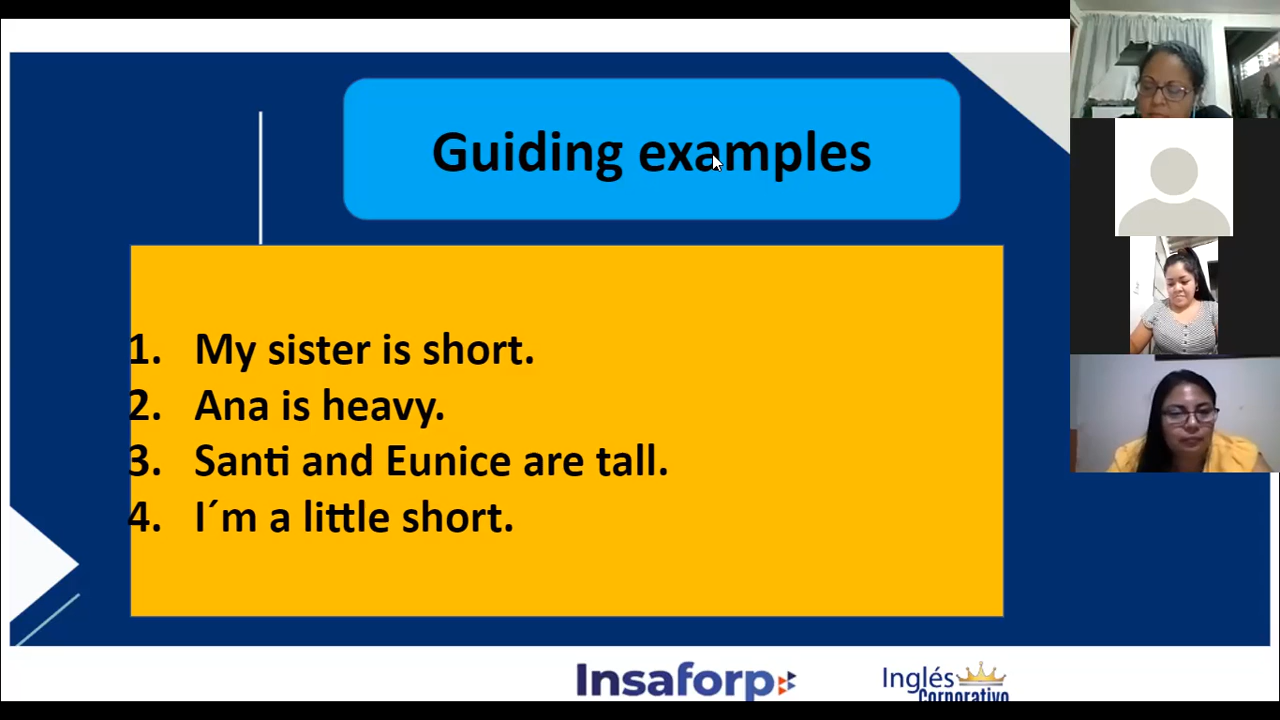 Guiding examples
1. My sister is short.
2. Ana is heavy.
3. Santi and Eunice are tall.
4. I´m a little short.
Insaforp
Inglés
Corporativo